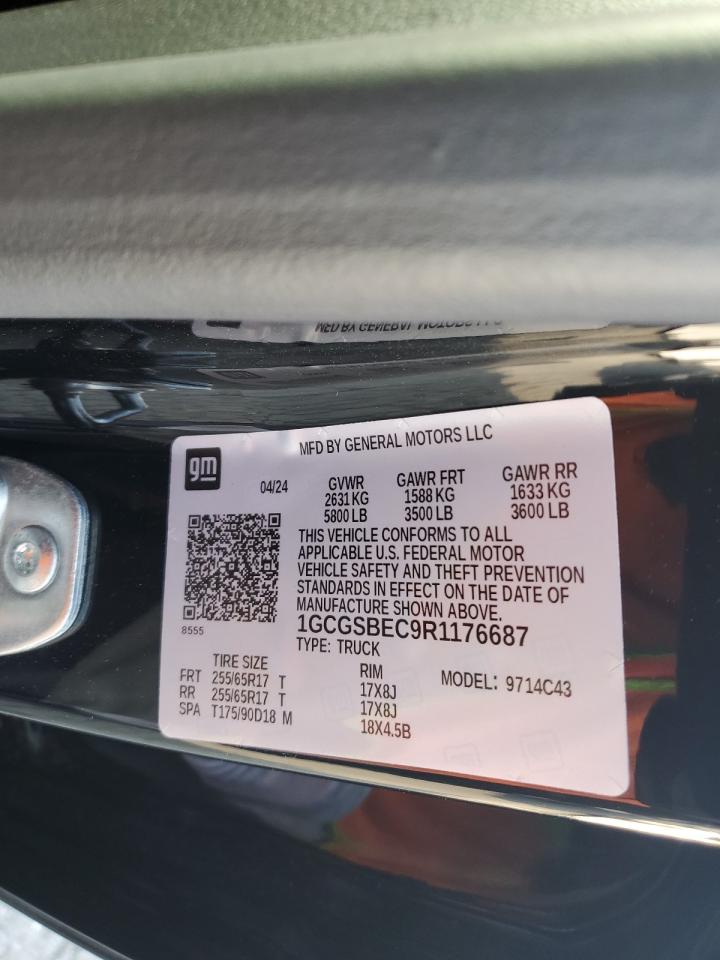 MFD BY GENERAL MOTORS LLC
gm
04/24
GVWR GAWR FRT GAWR RR
2631 KG 1588 KG 1633 KG
5800 LB 3500 LB 3600 LB
THIS VEHICLE CONFORMS TO ALL
APPLICABLE U.S. FEDERAL MOTOR
VEHICLE SAFETY AND THEFT PREVENTION
STANDARDS IN EFFECT ON THE DATE OF
MANUFACTURE SHOWN ABOVE.
8555
1GCGSBEC9R1176687
TYPE: TRUCK
TIRE SIZE RIM MODEL: 9714C43
FRT 255/65R17 T 17X8J
RR 255/65R17 T 17X8J
SPA T175/90D18 M 18X4.5B